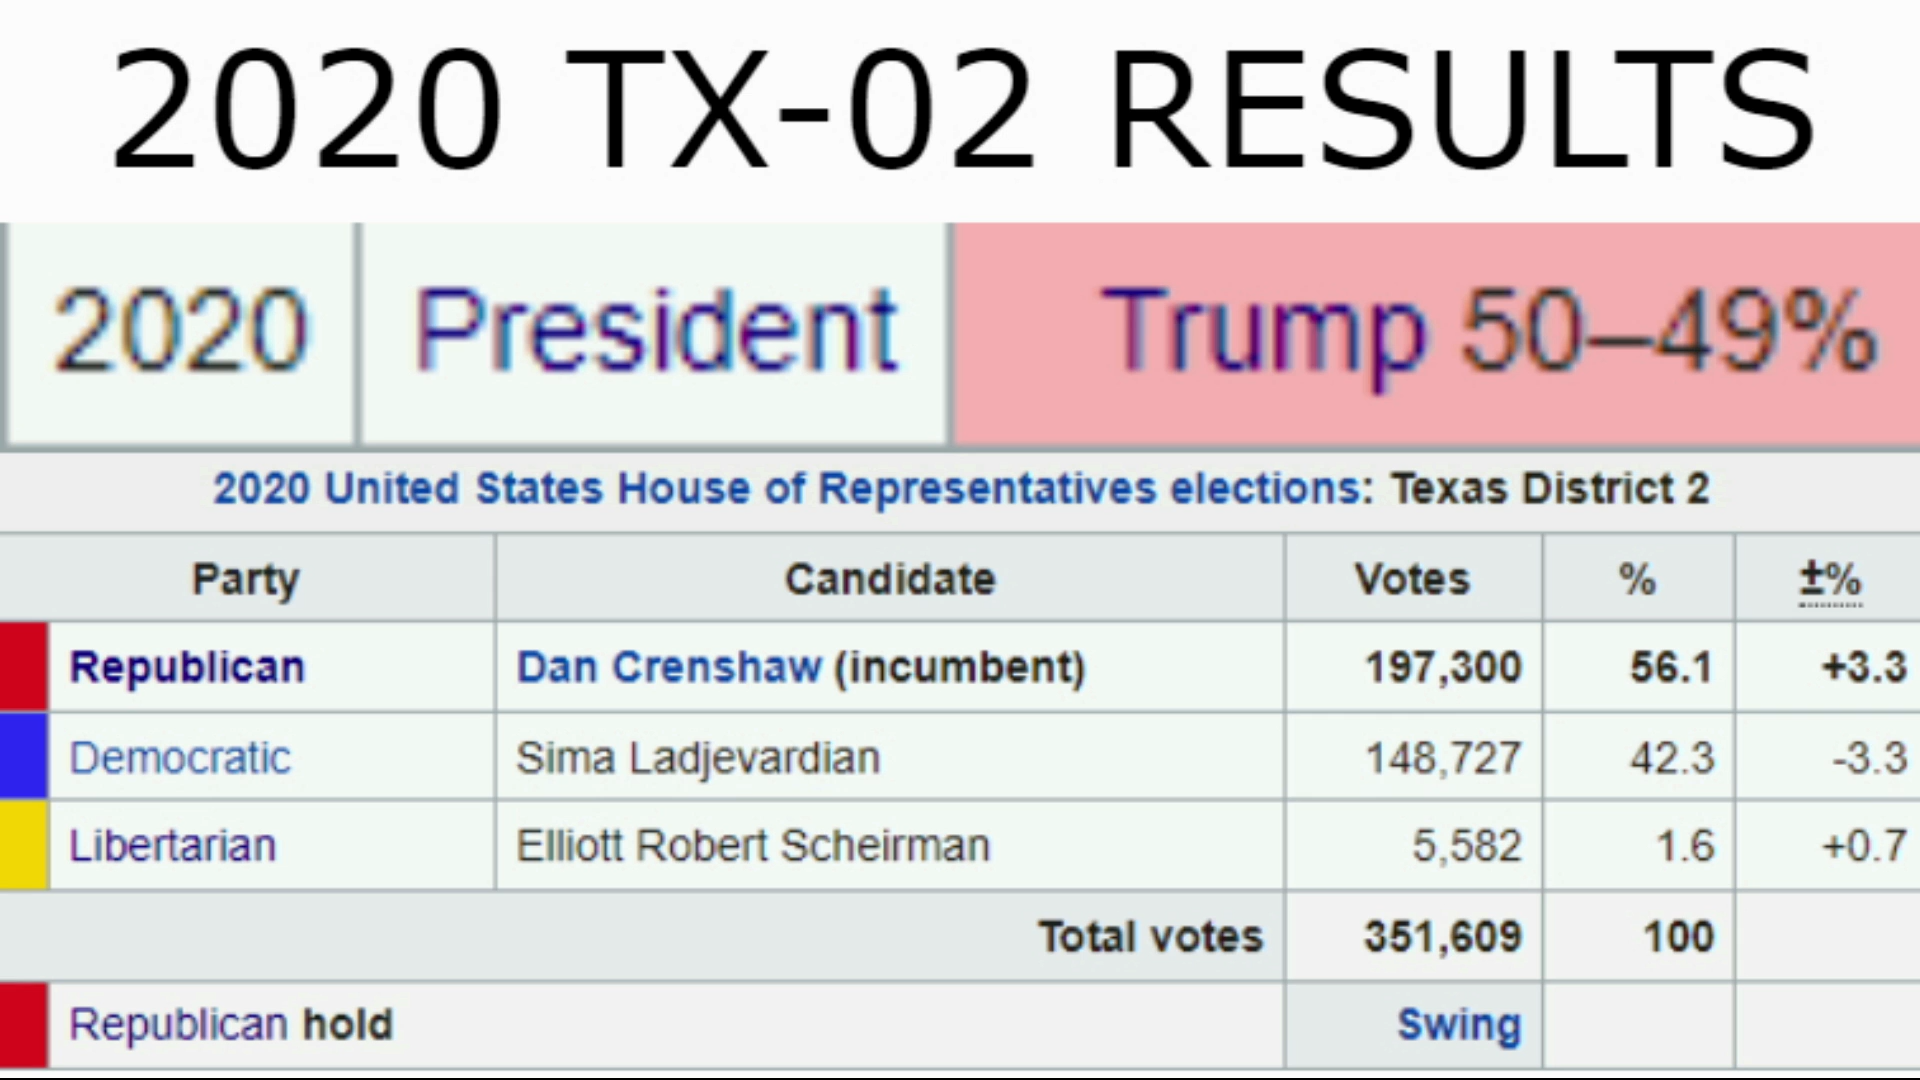 2020 TX-02 RESULTS
2020 President Trump 50–49%
2020 United States House of Representatives elections: Texas District 2
Party Candidate Votes % ±%
Republican Dan Crenshaw (incumbent) 197,300 56.1 +3.3
Democratic Sima Ladjevardian 148,727 42.3 -3.3
Libertarian Elliott Robert Scheirman 5,582 1.6 +0.7
Total votes 351,609 100
Republican hold Swing